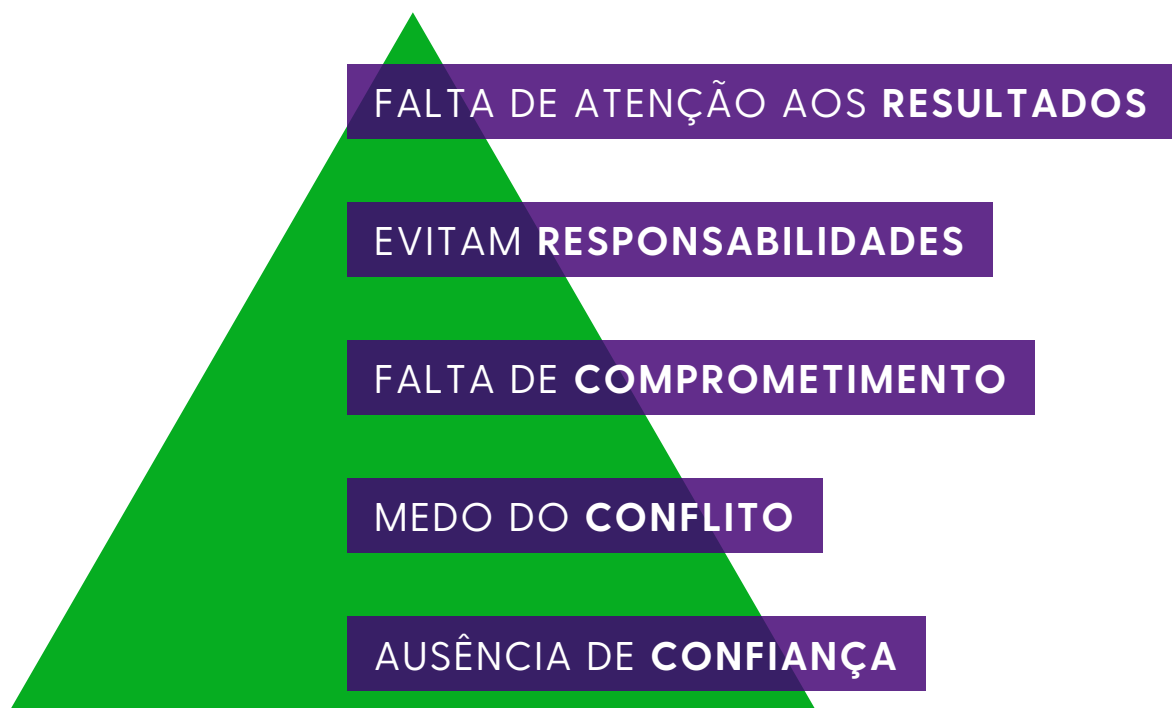 FALTA DE ATENÇÃO AOS RESULTADOS
EVITAM RESPONSABILIDADES
FALTA DE COMPROMETIMENTO
MEDO DO CONFLITO
AUSÊNCIA DE CONFIANÇA